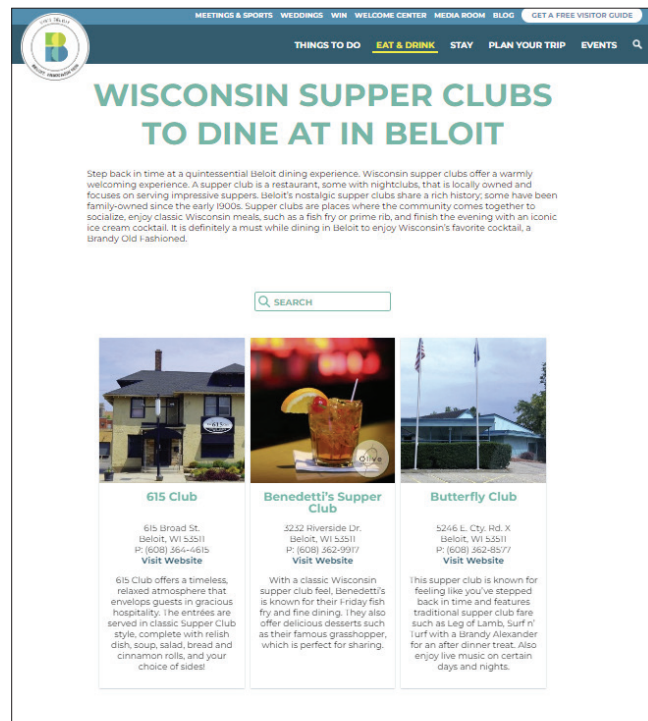 MEETINGS & SPORTS WEDDINGS WIN WELCOME CENTER MEDIA ROOM BLOG GET A FREE VISITOR GUIDE
THINGS TO DO EAT & DRINK STAY PLAN YOUR TRIP EVENTS
WISCONSIN SUPPER CLUBS
TO DINE AT IN BELOIT
Step back in time at a quintessential Beloit dining experience. Wisconsin supper clubs offer a warmly
welcoming experience. A supper club is a restaurant, some with nightclubs, that is locally owned and
focuses on serving impressive suppers. Beloit's nostalgic supper clubs share a rich history; some have been
family-owned since the early 1900s. Supper clubs are places where the community comes together to
socialize, enjoy classic Wisconsin meals, such as a fish fry or prime rib, and finish the evening with an iconic
ice cream cocktail. It is definitely a must while dining in Beloit to enjoy Wisconsin's favorite cocktail, a
Brandy Old Fashioned.
SEARCH
615
Olive
615 Club
615 Broad St.
Beloit, WI 53511
P: (608) 364-4615
Visit Website
615 Club offers a timeless,
relaxed atmosphere that
envelops guests in gracious
hospitality. The entrées are
served in classic Supper Club
style, complete with relish
dish, soup, salad, bread and
cinnamon rolls, and your
choice of sides!
Benedetti's Supper
Club
3232 Riverside Dr.
Beloit, WI 53511
P: (608) 362-9917
Visit Website
With a classic Wisconsin
supper club feel, Benedetti's
is known for their Friday fish
fry and fine dining. They also
offer delicious desserts such
as their famous grasshopper,
which is perfect for sharing.
Butterfly Club
5246 E. Cty. Rd. X
Beloit, WI 53511
P: (608) 362-8577
Visit Website
This supper club is known for
feeling like you've stepped
back in time and features
traditional supper club fare
such as Leg of Lamb, Surf n'
Turf with a Brandy Alexander
for an after dinner treat. Also
enjoy live music on certain
days and nights.